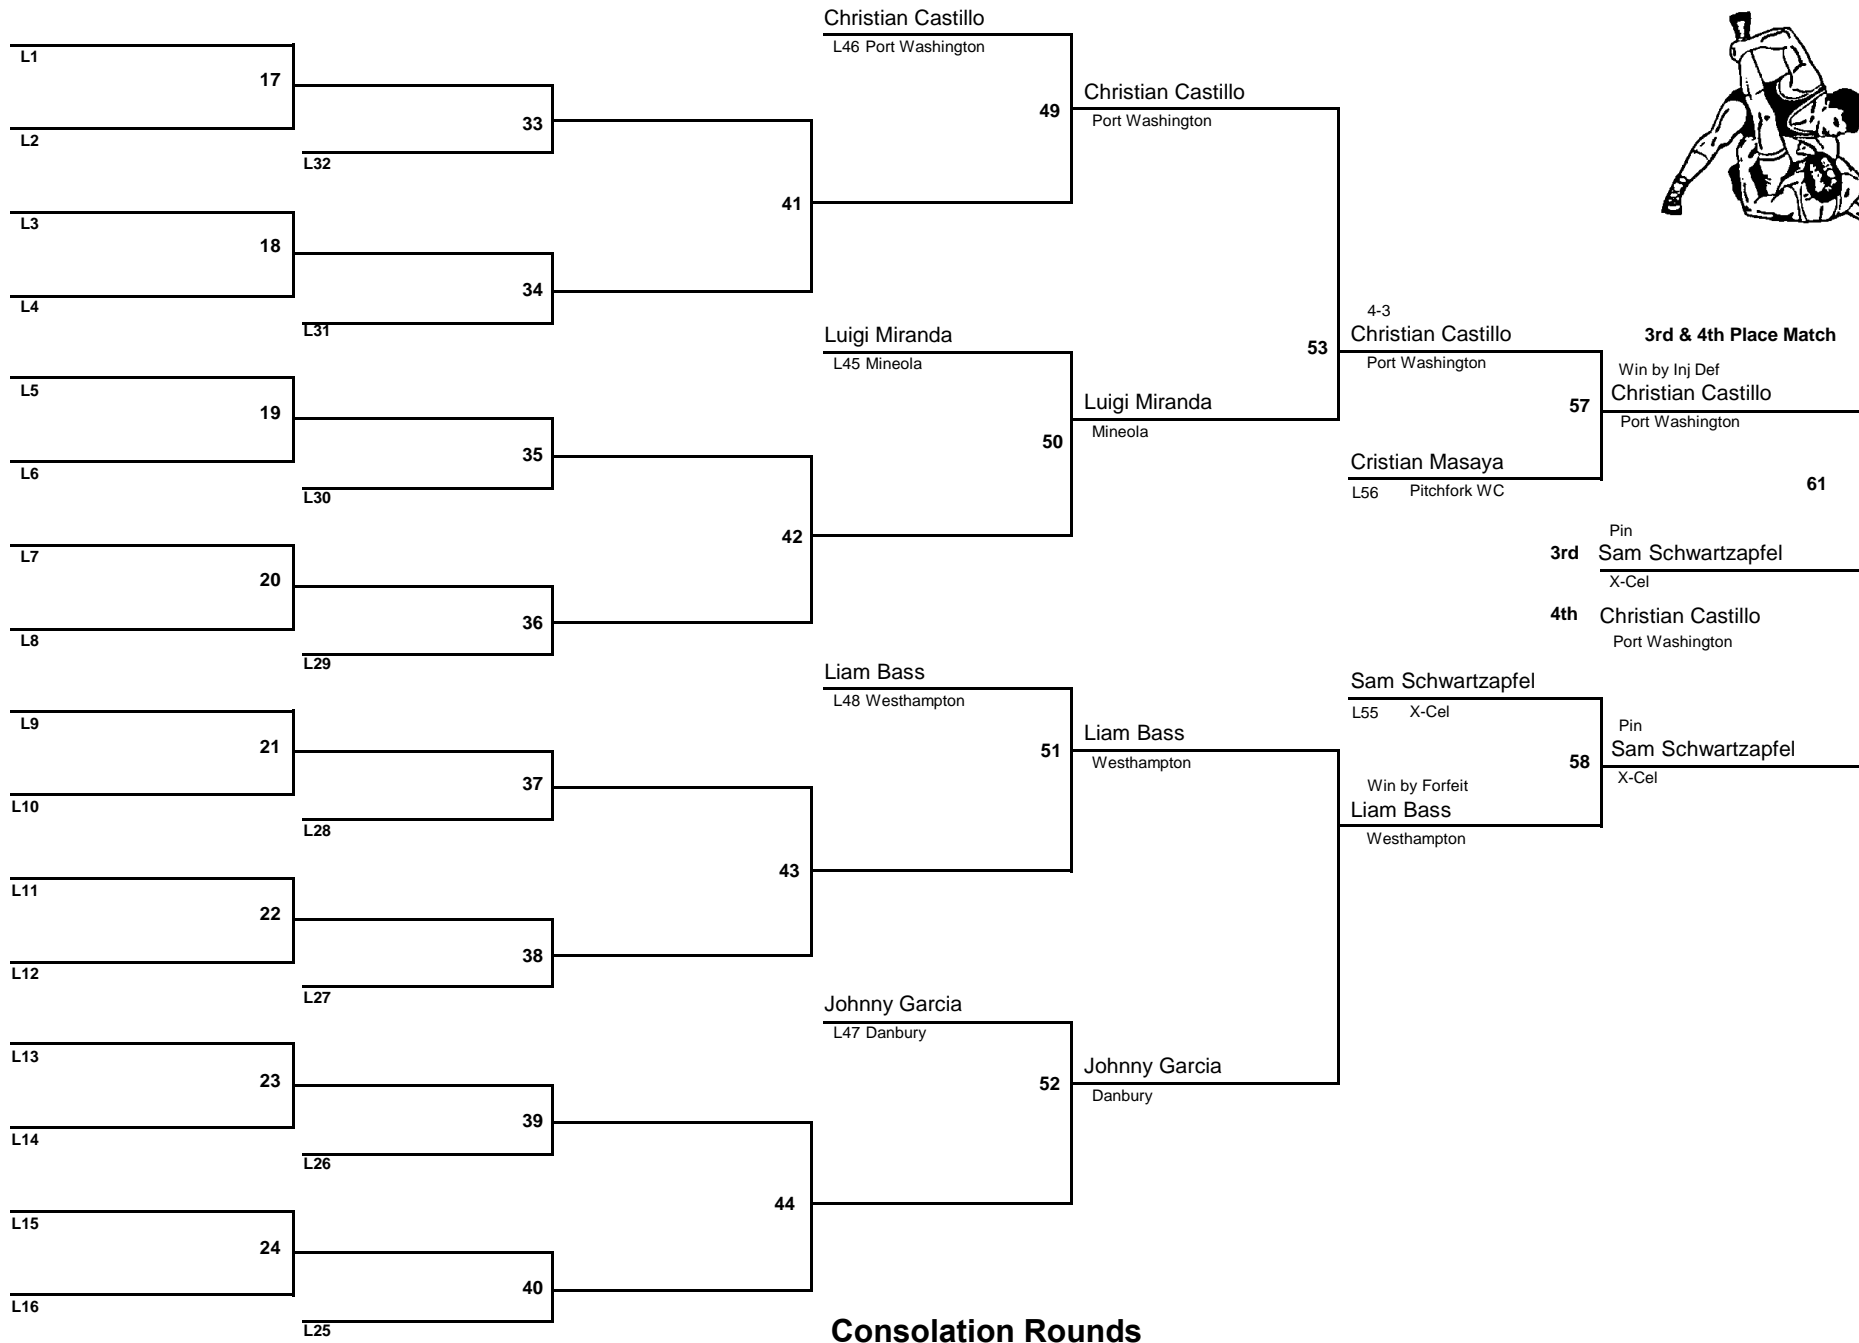 L1
17
L2
33
L32
L3
18
L4
34
L31
41
L5
19
L6
35
L30
L7
20
L8
36
L29
42
L9
21
L10
37
L28
L11
22
L12
38
L27
43
L13
23
L14
39
L26
L15
24
L16
40
L25
44
Christian Castillo
L46 Port Washington
49
Luigi Miranda
L45 Mineola
50
Liam Bass
L48 Westhampton
51
Johnny Garcia
L47 Danbury
52
Christian Castillo
Port Washington
53
Luigi Miranda
Mineola
Liam Bass
Westhampton
Johnny Garcia
Danbury
4-3
Christian Castillo
Port Washington
57
Cristian Masaya
L56 Pitchfork WC
Sam Schwartzapfel
L55 X-Cel
58
Win by Forfeit
Liam Bass
Westhampton
3rd & 4th Place Match
Win by Inj Def
Christian Castillo
Port Washington
61
Pin
3rd Sam Schwartzapfel
X-Cel
4th Christian Castillo
Port Washington
Pin
Sam Schwartzapfel
X-Cel
Consolation Rounds